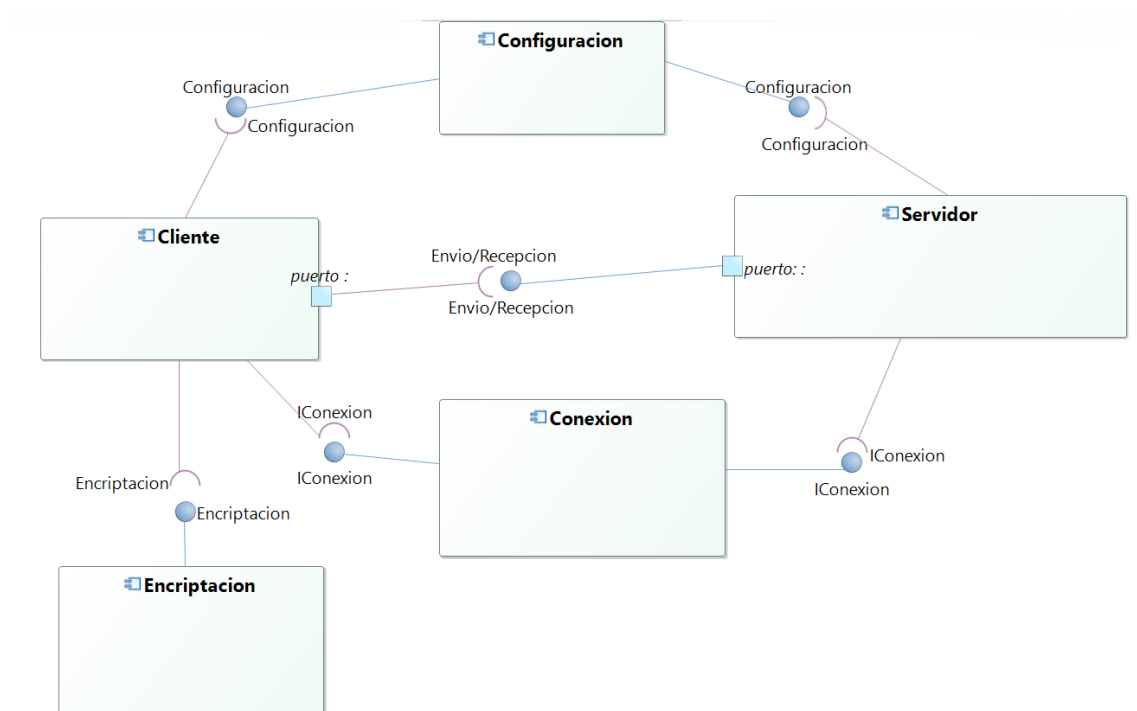 Configuracion
Configuracion
Configuracion
Configuracion
Configuracion
Servidor
Cliente
Envio/Recepcion
puerto :
puerto: :
Envio/Recepcion
IConexion
Conexion
IConexion
Encriptacion
IConexion
IConexion
Encriptacion
Encriptacion